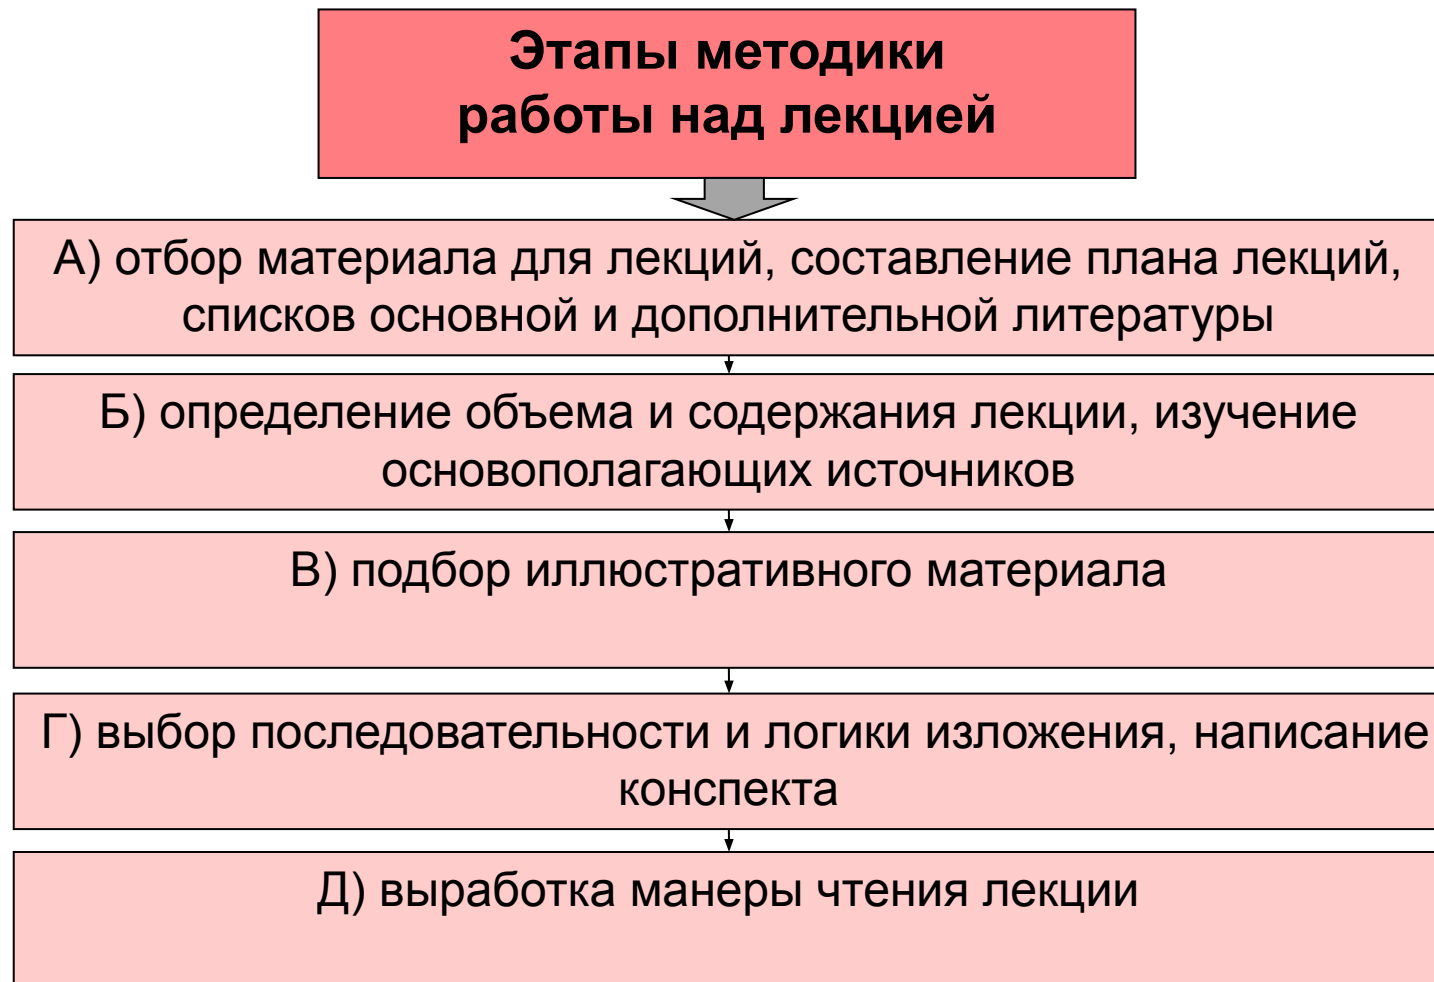 Этапы методики
работы над лекцией
А) отбор материала для лекций, составление плана лекций,
списков основной и дополнительной литературы
Б) определение объема и содержания лекции, изучение
основополагающих источников
В) подбор иллюстративного материала
Г) выбор последовательности и логики изложения, написание
конспекта
Д) выработка манеры чтения лекции